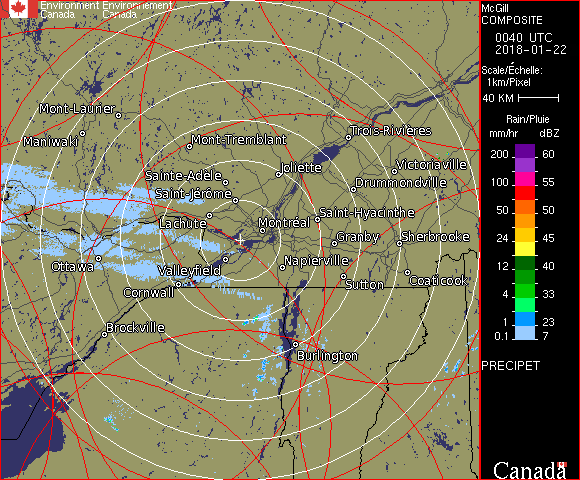 Environment Environnement
Canada Canada
McGill
COMPOSITE
0040 UTC
2018-01-22
Scale/Échelle:
1km/Pixel
40 KM
Rain/Pluie
mm/hr dBZ
200 60
100 55
50 50
24 45
12 40
4 33
1 23
0.1 7
PRECIPET
Canada
Mont-Laurier
Maniwaki
Mont-Tremblant
Trois-Rivières
Joliette
Victoriaville
Sainte-Adèle
Drummondville
Saint-Jérôme
Saint-Hyacinthe
Lachute
Montréal
Granby
Sherbrooke
Ottawa
Valleyfield
Napierville
Cornwall
Sutton
Coaticook
Brockville
Burlington